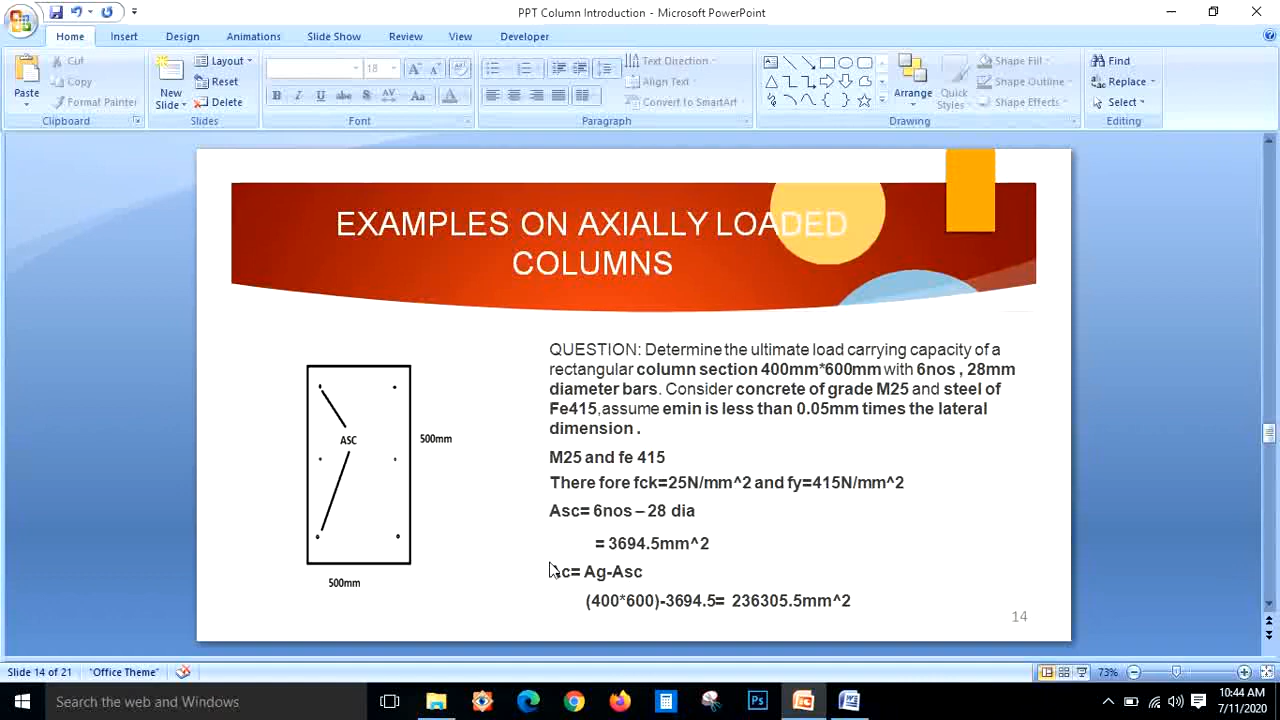 PPT Column Introduction - Microsoft PowerPoint
Home Insert Design Animations Slide Show Review View Developer
Cut
Copy
Format Painter
Paste
Clipboard
New
Slide
Layout
Reset
Delete
Slides
18
B I U abc S AV Aa A
Font
Text Direction
Align Text
Convert to SmartArt
Paragraph
Arrange
Quick
Styles
Shape Fill
Shape Outline
Shape Effects
Drawing
Find
Replace
Select
Editing
EXAMPLES ON AXIALLY LOADED
COLUMNS
ASC
500mm
500mm
QUESTION: Determine the ultimate load carrying capacity of a
rectangular column section 400mm*600mm with 6nos , 28mm
diameter bars. Consider concrete of grade M25 and steel of
Fe415,assume emin is less than 0.05mm times the lateral
dimension .
M25 and fe 415
There fore fck=25N/mm^2 and fy=415N/mm^2
Asc= 6nos – 28 dia
= 3694.5mm^2
Ac= Ag-Asc
(400*600)-3694.5= 236305.5mm^2
14
Slide 14 of 21 "Office Theme" 73%
Search the web and Windows
10:44 AM
7/11/2020